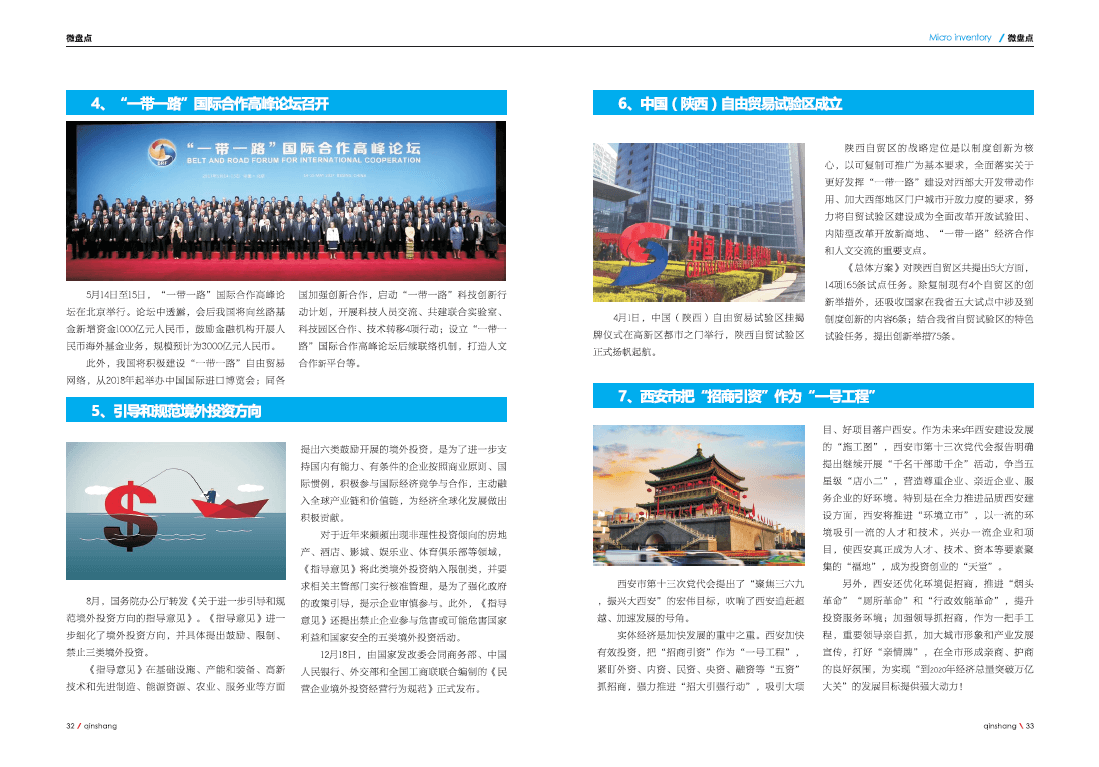 微盘点
4、“一带一路”国际合作高峰论坛召开
“一带一路”国际合作高峰论坛
BELT AND ROAD FORUM FOR INTERNATIONAL COOPERATION
5月14日至15日，“一带一路”国际合作高峰论
坛在北京举行。论坛中透露，会后我国将向丝路基
金新增资金1000亿元人民币，鼓励金融机构开展人
民币海外基金业务，规模预计为3000亿元人民币。
此外，我国将积极建设“一带一路”自由贸易
网络，从2018年起举办中国国际进口博览会；同各
国加强创新合作，启动“一带一路”科技创新行
动计划，开展科技人员交流、共建联合实验室、
科技园区合作、技术转移4项行动；设立“一带一
路”国际合作高峰论坛后续联络机制，打造人文
合作新平台等。
5、引导和规范境外投资方向
$
8月，国务院办公厅转发《关于进一步引导和规
范境外投资方向的指导意见》。《指导意见》进一
步细化了境外投资方向，并具体提出鼓励、限制、
禁止三类境外投资。
《指导意见》在基础设施、产能和装备、高新
技术和先进制造、能源资源、农业、服务业等方面
提出六类鼓励开展的境外投资，是为了进一步支
持国内有能力、有条件的企业按照商业原则、国
际惯例，积极参与国际经济竞争与合作，主动融
入全球产业链和价值链，为经济全球化发展做出
积极贡献。
对于近年来频频出现非理性投资倾向的房地
产、酒店、影城、娱乐业、体育俱乐部等领域，
《指导意见》将此类境外投资纳入限制类，并要
求相关主管部门实行核准管理，是为了强化政府
的政策引导，提示企业审慎参与。此外，《指导
意见》还提出禁止企业参与危害或可能危害国家
利益和国家安全的五类境外投资活动。
12月18日，由国家发改委会同商务部、中国
人民银行、外交部和全国工商联联合编制的《民
营企业境外投资经营行为规范》正式发布。
32 / qinshang
Micro inventory / 微盘点
6、中国（陕西）自由贸易试验区成立
4月1日，中国（陕西）自由贸易试验区挂揭
牌仪式在高新区都市之门举行，陕西自贸试验区
正式扬帆起航。
陕西自贸区的战略定位是以制度创新为核
心，以可复制可推广为基本要求，全面落实关于
更好发挥“一带一路”建设对西部大开发带动作
用、加大西部地区门户城市开放力度的要求，努
力将自贸试验区建设成为全面改革开放试验田、
内陆型改革开放新高地、“一带一路”经济合作
和人文交流的重要支点。
《总体方案》对陕西自贸区共提出5大方面，
14项165条试点任务。除复制现有4个自贸区的创
新举措外，还吸收国家在我省五大试点中涉及到
制度创新的内容6条；结合我省自贸试验区的特色
试验任务，提出创新举措75条。
7、西安市把“招商引资”作为“一号工程”
西安市第十三次党代会提出了“聚焦三六九
，振兴大西安”的宏伟目标，吹响了西安追赶超
越、加速发展的号角。
实体经济是加快发展的重中之重。西安加快
有效投资，把“招商引资”作为“一号工程”，
紧盯外资、内资、民资、央资、融资等“五资”
抓招商，强力推进“招大引强行动”，吸引大项
目、好项目落户西安。作为未来5年西安建设发展
的“施工图”，西安市第十三次党代会报告明确
提出继续开展“千名干部助千企”活动，争当五
星级“店小二”，营造尊重企业、亲近企业、服
务企业的好环境。特别是在全力推进品质西安建
设方面，西安将推进“环境立市”，以一流的环
境吸引一流的人才和技术，兴办一流企业和项
目，使西安真正成为人才、技术、资本等要素聚
集的“福地”，成为投资创业的“天堂”。
另外，西安还优化环境促招商，推进“烟头
革命”“厕所革命”和“行政效能革命”，提升
投资服务环境；加强领导抓招商，作为一把手工
程，重要领导亲自抓，加大城市形象和产业发展
宣传，打好“亲情牌”，在全市形成亲商、护商
的良好氛围，为实现“到2020年经济总量突破万亿
大关”的发展目标提供强大动力！
qinshang \ 33